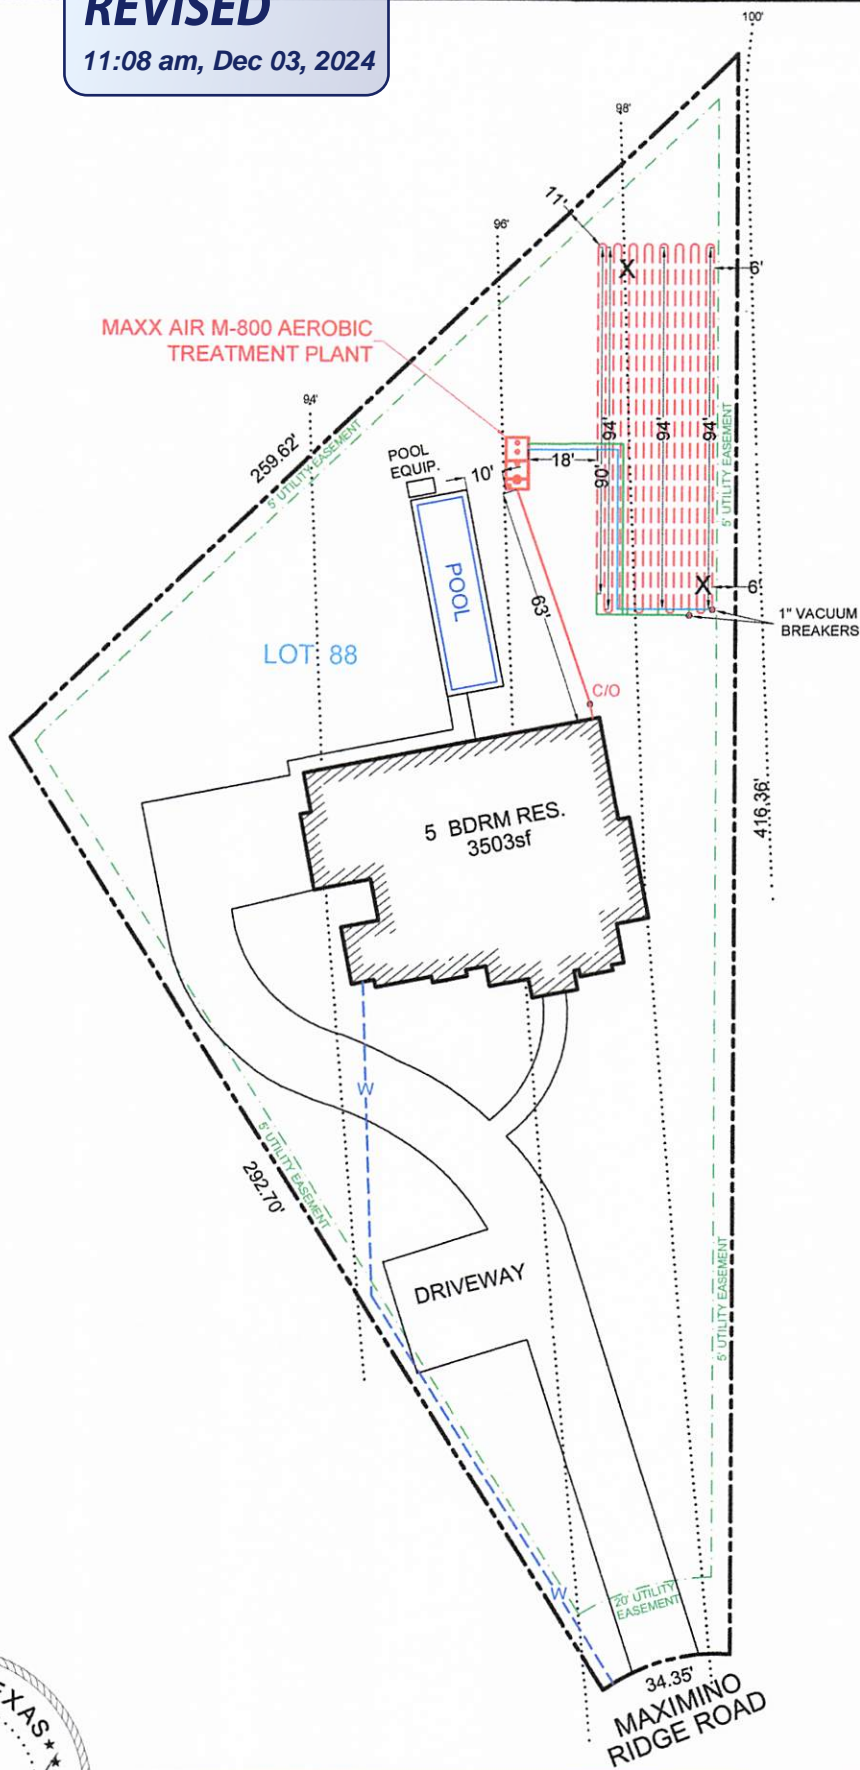 REVISED
11:08 am, Dec 03, 2024
100'
98'
11'
96'
6'
MAXX AIR M-800 AEROBIC
TREATMENT PLANT
94'
259.62'
5' UTILITY EASEMENT
POOL
EQUIP.
10'
18'
90'
94'
94'
94'
5' UTILITY EASEMENT
X
X
6'
1" VACUUM
BREAKERS
POOL
63'
LOT 88
C/O
416.36'
5 BDRM RES.
3503sf
W
5' UTILITY EASEMENT
292.70'
DRIVEWAY
5' UTILITY EASEMENT
W
20' UTILITY
EASEMENT
34.35'
MAXIMINO
RIDGE ROAD
EXAS